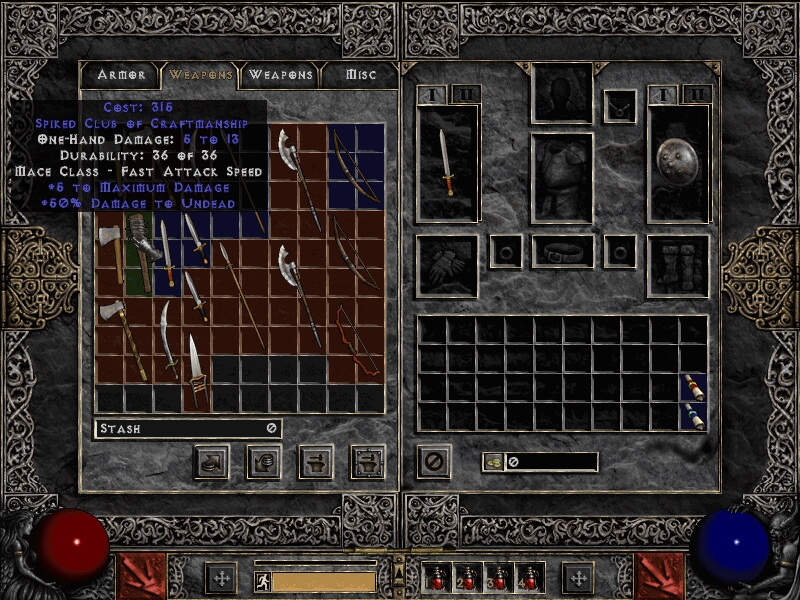 Armor
Weapons
Weapons
Misc
I
II
I
II
Cost: 315
Spiked Club of Craftmanship
One-Hand Damage: 5 to 13
Durability: 36 of 36
Mace Class - Fast Attack Speed
+5 to Maximum Damage
+50% Damage to Undead
Stash 0
0
2
3
4